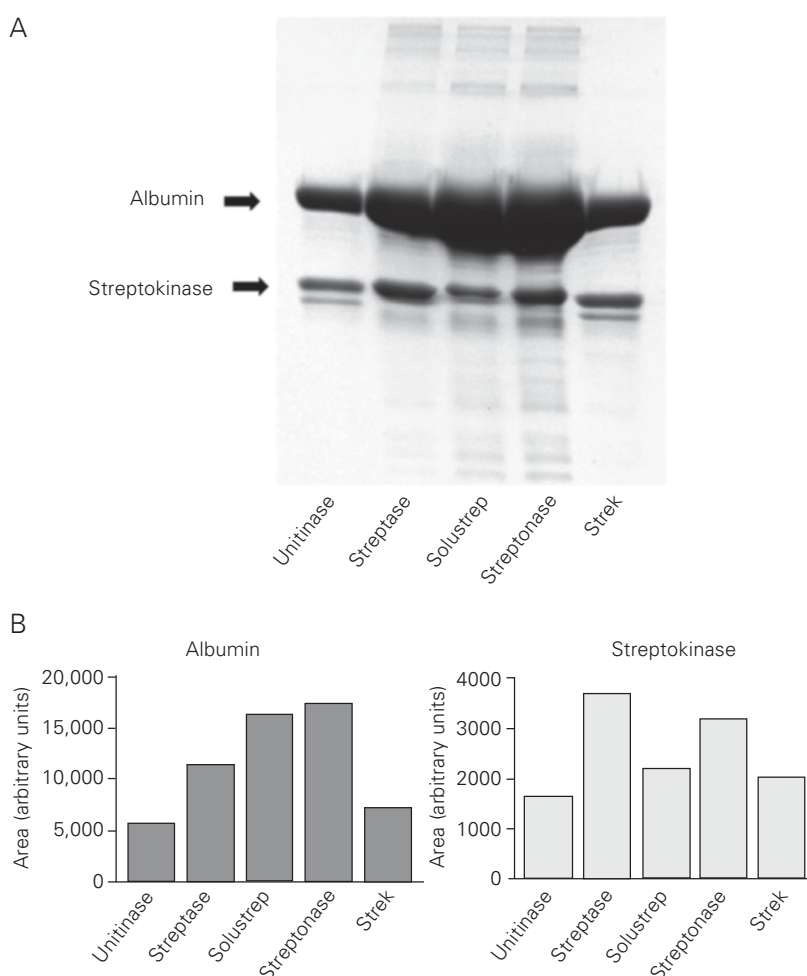 A
Albumin
Streptokinase
Unitinase
Streptase
Solustrep
Streptonase
Strek
B
Albumin
Area (arbitrary units)
20,000
15,000
10,000
5,000
0
Unitinase
Streptase
Solustrep
Streptonase
Strek
Streptokinase
Area (arbitrary units)
4000
3000
2000
1000
0
Unitinase
Streptase
Solustrep
Streptonase
Strek